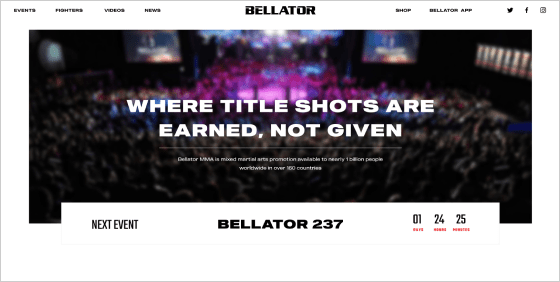 EVENTS FIGHTERS VIDEOS NEWS BELLATOR SHOP BELLATOR APP
WHERE TITLE SHOTS ARE
EARNED, NOT GIVEN
Bellator MMA is mixed martial arts promotion available to nearly 1 billion people
worldwide in over 160 countries
NEXT EVENT BELLATOR 237 01 24 25
DAYS HOURS MINUTES